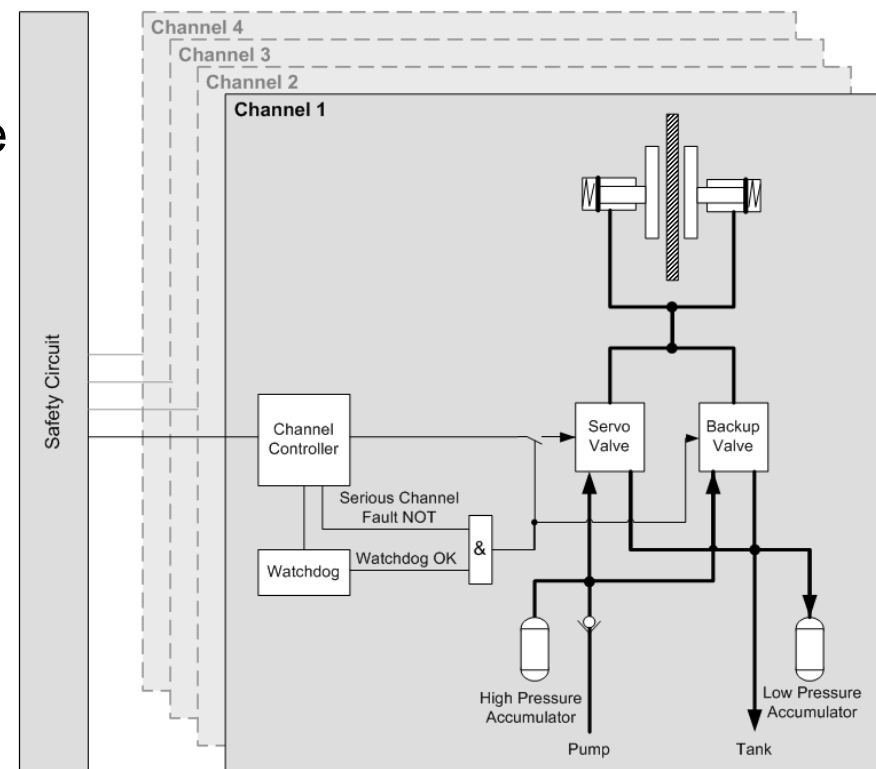 e
Channel 4
Channel 3
Channel 2
Channel 1
Safety Circuit
Channel
Controller
Servo
Valve
Backup
Valve
Serious Channel
Fault NOT
&
Watchdog
Watchdog OK
High Pressure
Accumulator
Low Pressure
Accumulator
Pump
Tank